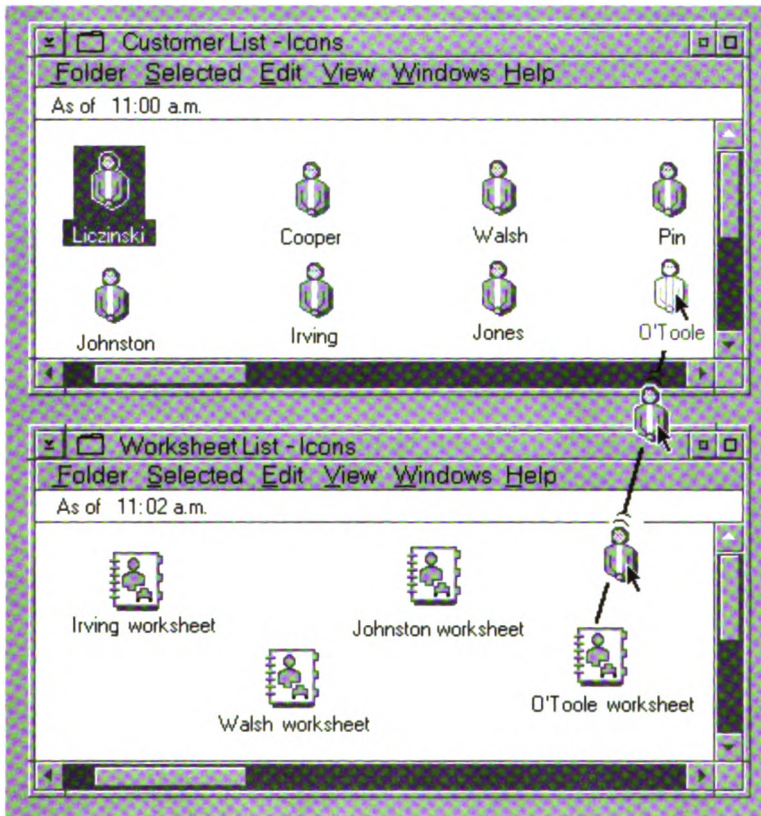 Customer List - Icons
Folder Selected Edit View Windows Help
As of 11:00 a.m.
Liczinski Cooper Walsh Pin
Johnston Irving Jones O'Toole
Worksheet List - Icons
Folder Selected Edit View Windows Help
As of 11:02 a.m.
Irving worksheet Johnston worksheet
Walsh worksheet O'Toole worksheet